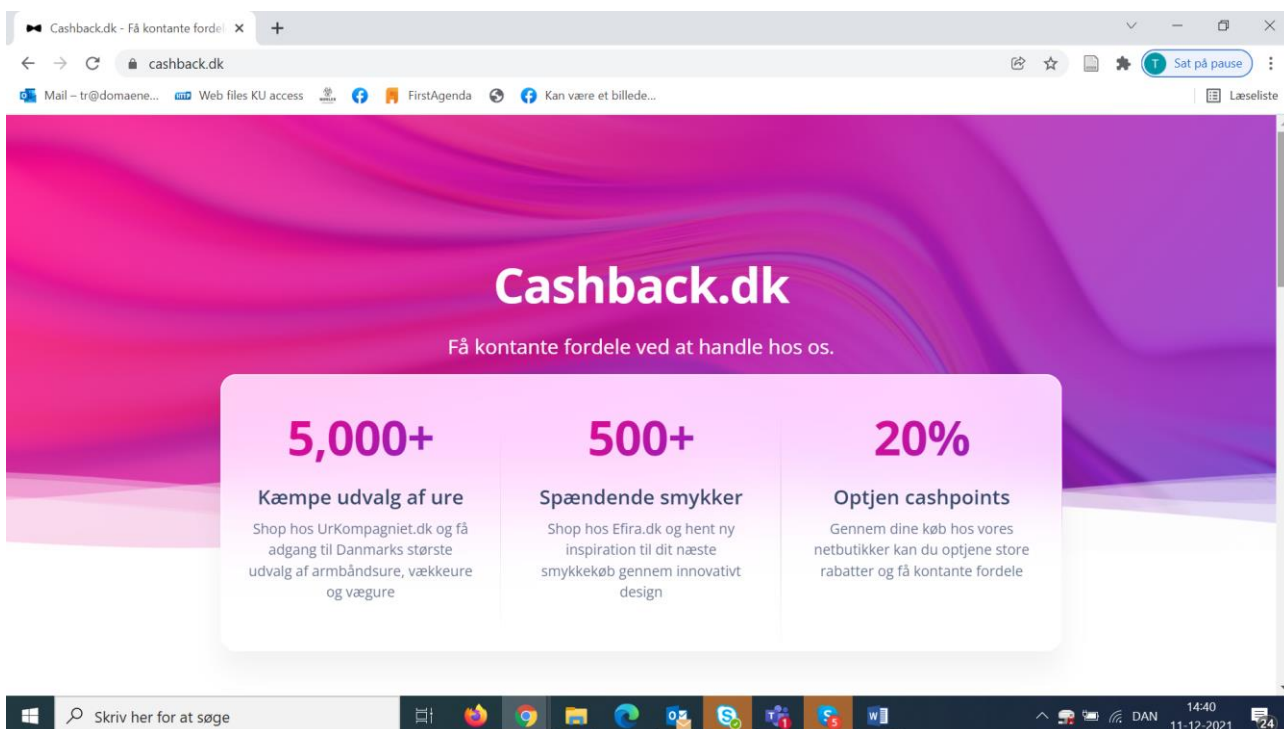 Cashback.dk - Få kontante fordel
cashback.dk
Sat på pause
Mail – tr@domaene... Web files KU access FirstAgenda Kan være et billede... Læseliste
Cashback.dk
Få kontante fordele ved at handle hos os.
5,000+
Kæmpe udvalg af ure
Shop hos UrKompagniet.dk og få
adgang til Danmarks største
udvalg af armbåndsure, vækkeure
og vægure
500+
Spændende smykker
Shop hos Efira.dk og hent ny
inspiration til dit næste
smykkekøb gennem innovativt
design
20%
Optjen cashpoints
Gennem dine køb hos vores
netbutikker kan du optjene store
rabatter og få kontante fordele
Skriv her for at søge
DAN
14:40
11-12-2021
24